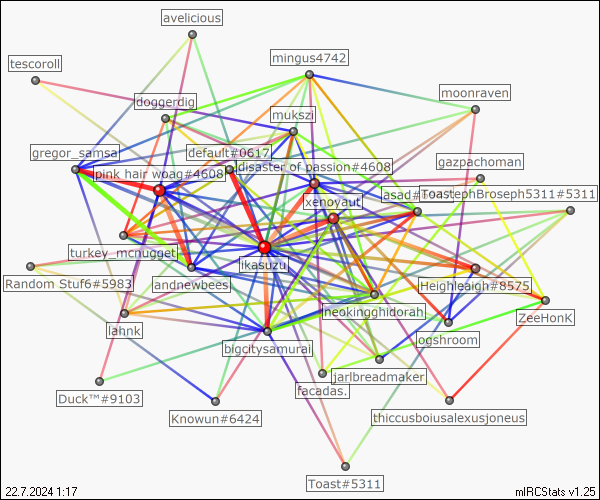 avelicious
mingus4742
tescoroll
moonraven
doggerdig
mukszi
gregor_samsa
default#0617
gazpachoman
pink hair woag#4608
disaster of passion#4608
asad#
ToastephBroseph5311#5311
xenoyaut
turkey_mcnugget
ikasuzu
Random Stuf6#5983
andnewbees
Heighleaigh#8575
neokingghidorah
ZeeHonK
lahnk
ogshroom
bigcitysamurai
jarlbreadmaker
facadas.
Duck™#9103
Knowun#6424
thiccusboiusalexusjoneus
Toast#5311
22.7.2024 1:17
mIRCStats v1.25